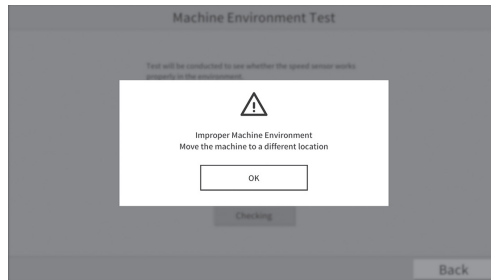 Machine Environment Test
Test will be conducted to see whether the speed sensor works
properly in the environment.
Improper Machine Environment
Move the machine to a different location
OK
Checking
Back